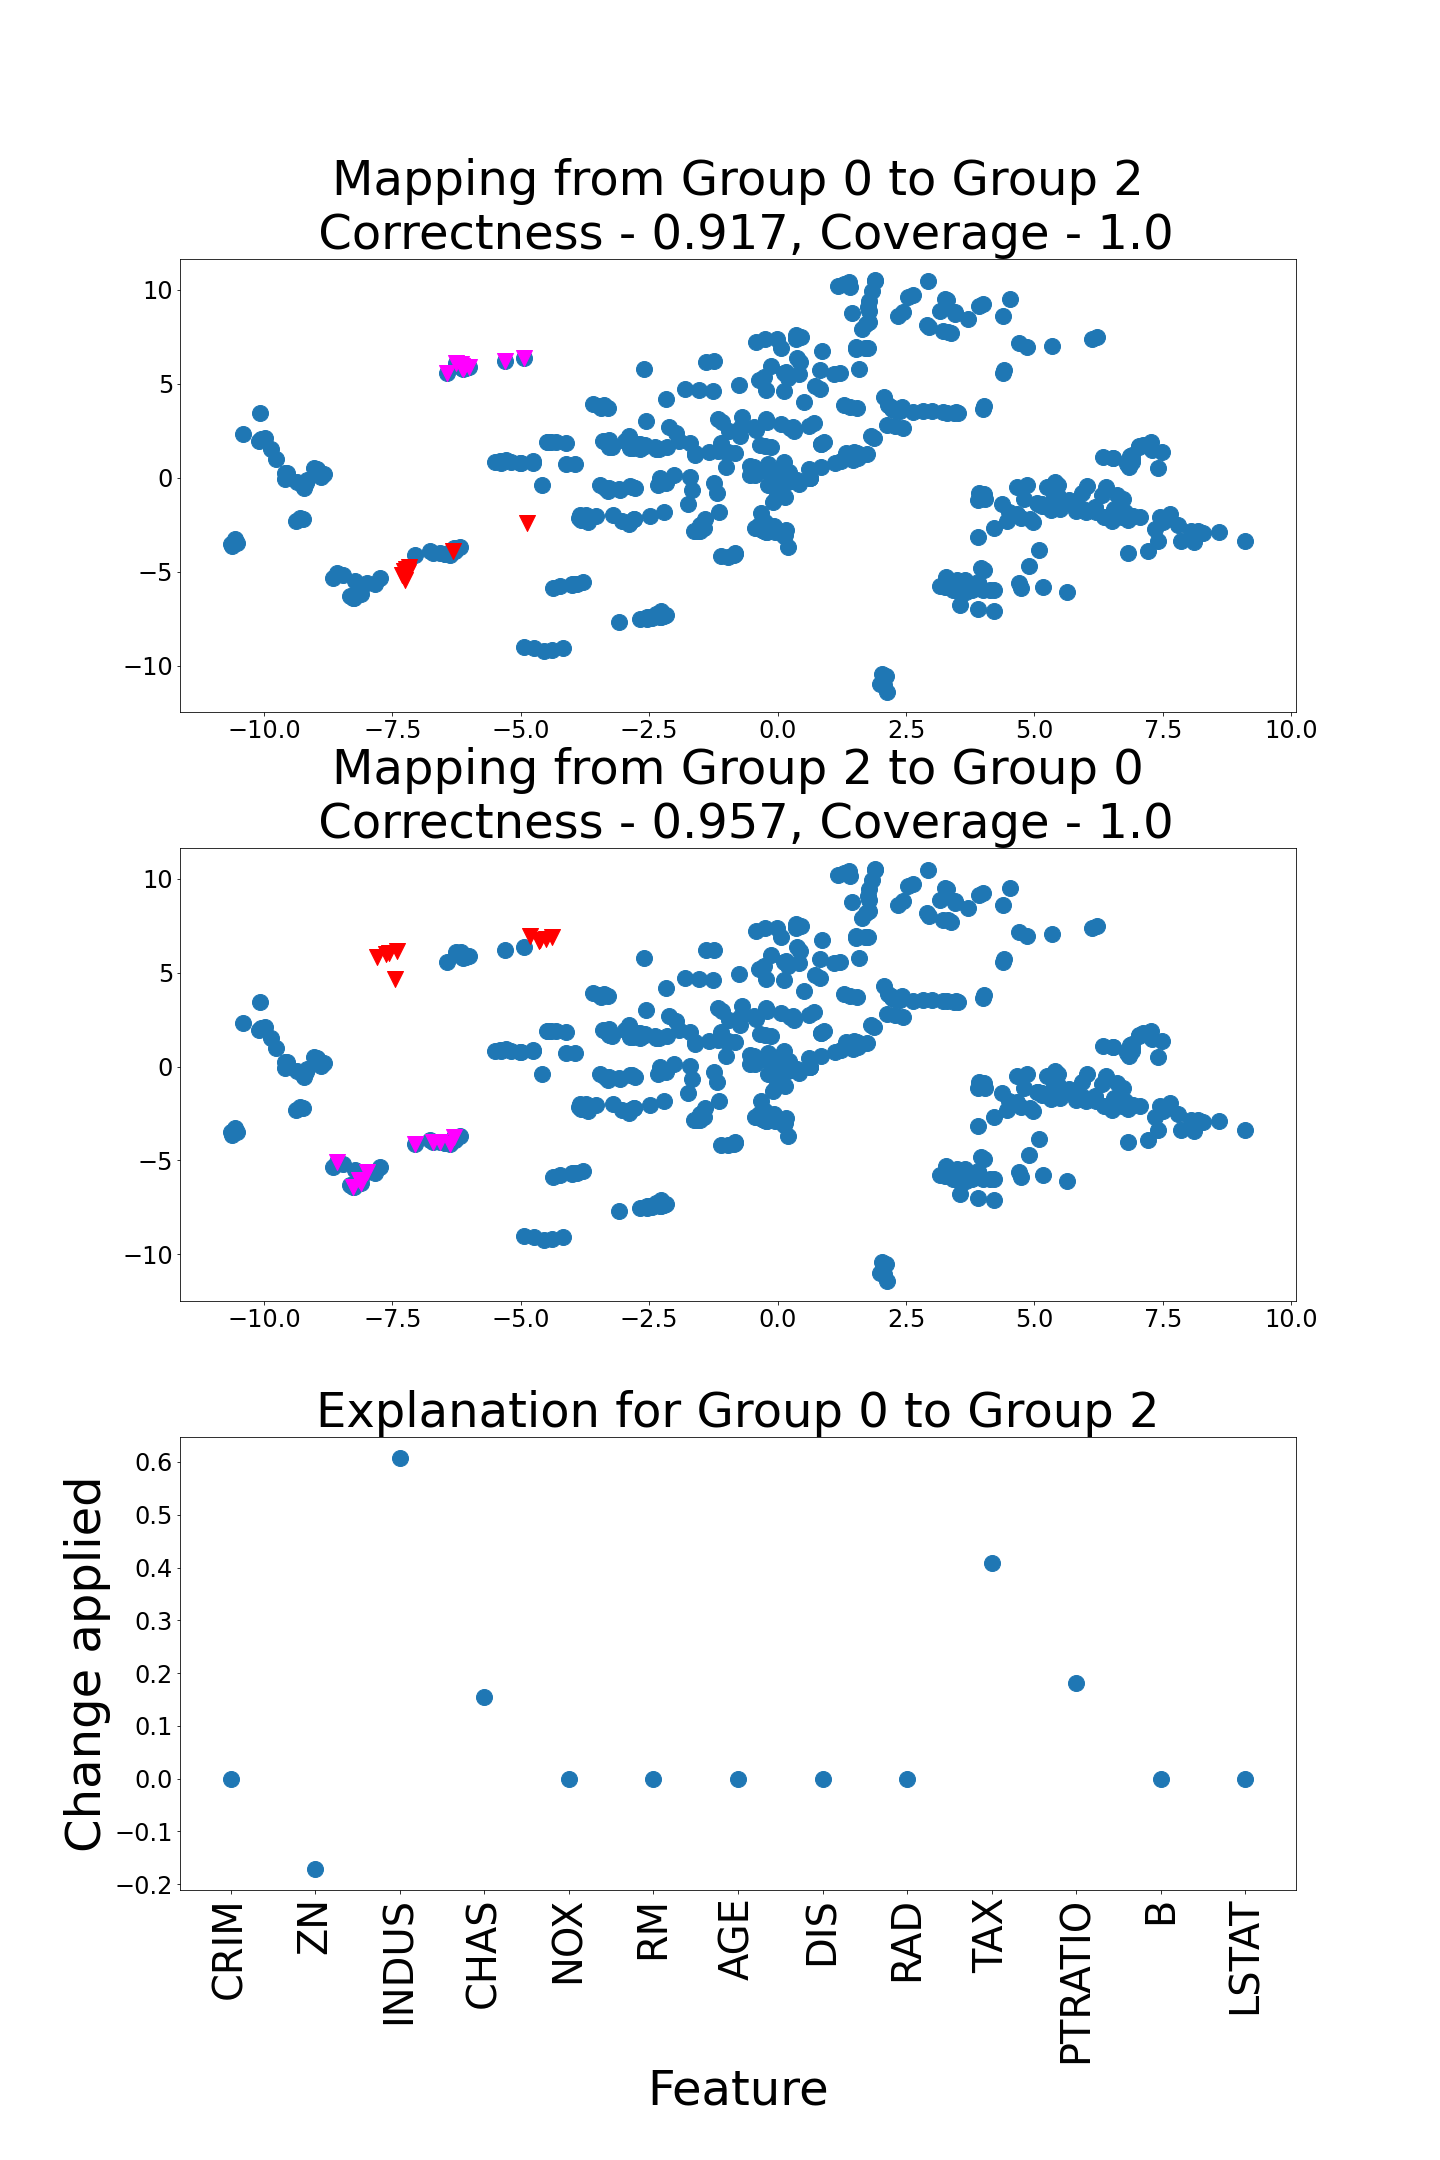 Mapping from Group 0 to Group 2
Correctness - 0.917, Coverage - 1.0
10
5
0
−5
−10
−10.0 −7.5 −5.0 −2.5 0.0 2.5 5.0 7.5 10.0
Mapping from Group 2 to Group 0
Correctness - 0.957, Coverage - 1.0
10
5
0
−5
−10
−10.0 −7.5 −5.0 −2.5 0.0 2.5 5.0 7.5 10.0
Explanation for Group 0 to Group 2
Change applied
0.6
0.5
0.4
0.3
0.2
0.1
0.0
−0.1
−0.2
CRIM ZN INDUS CHAS NOX RM AGE DIS RAD TAX PTRATIO B LSTAT
Feature